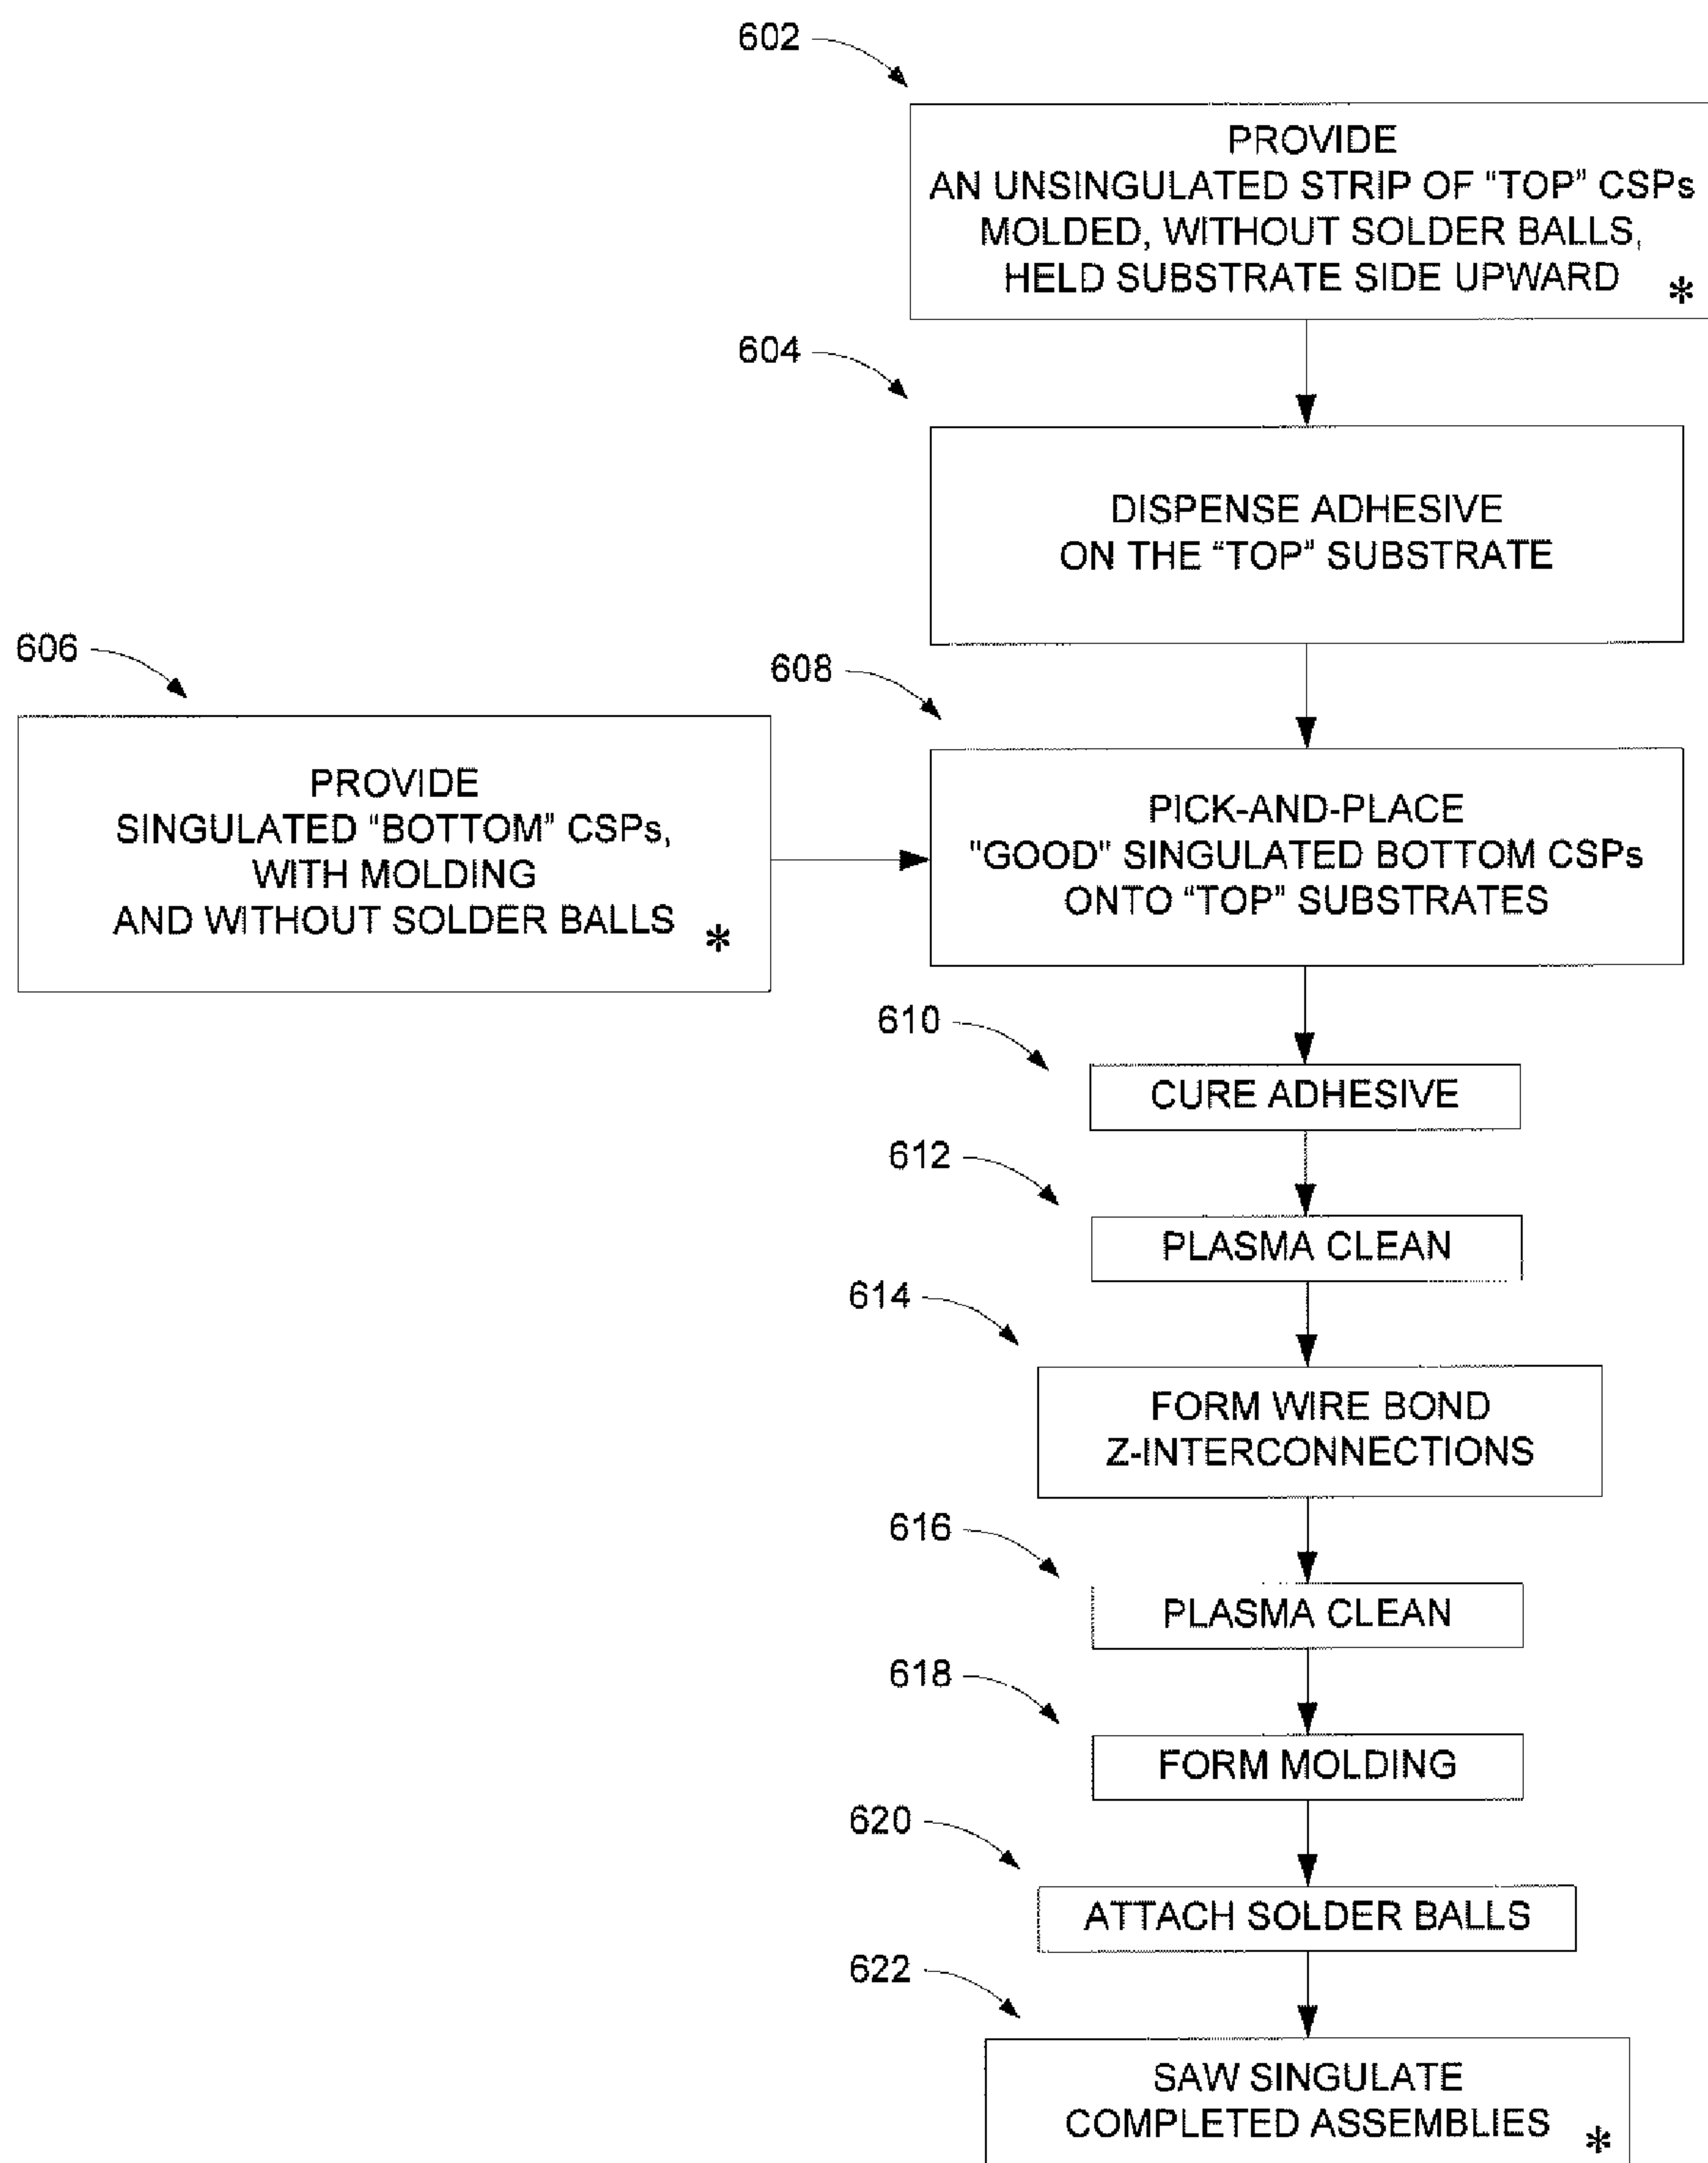 602
PROVIDE
AN UNSINGULATED STRIP OF “TOP” CSPs
MOLDED, WITHOUT SOLDER BALLS,
HELD SUBSTRATE SIDE UPWARD
*
604
DISPENSE ADHESIVE
ON THE “TOP” SUBSTRATE
606
PROVIDE
SINGULATED “BOTTOM” CSPs,
WITH MOLDING
AND WITHOUT SOLDER BALLS
*
608
PICK-AND-PLACE
"GOOD" SINGULATED BOTTOM CSPs
ONTO “TOP” SUBSTRATES
610
CURE ADHESIVE
612
PLASMA CLEAN
614
FORM WIRE BOND
Z-INTERCONNECTIONS
616
PLASMA CLEAN
618
FORM MOLDING
620
ATTACH SOLDER BALLS
622
SAW SINGULATE
COMPLETED ASSEMBLIES
*